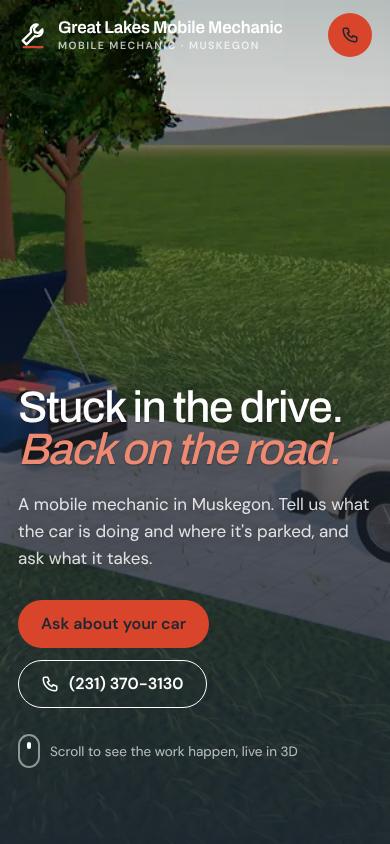 Great Lakes Mobile Mechanic
MOBILE MECHANIC · MUSKEGON
Stuck in the drive.
Back on the road.
A mobile mechanic in Muskegon. Tell us what
the car is doing and where it's parked, and
ask what it takes.
Ask about your car
(231) 370-3130
Scroll to see the work happen, live in 3D